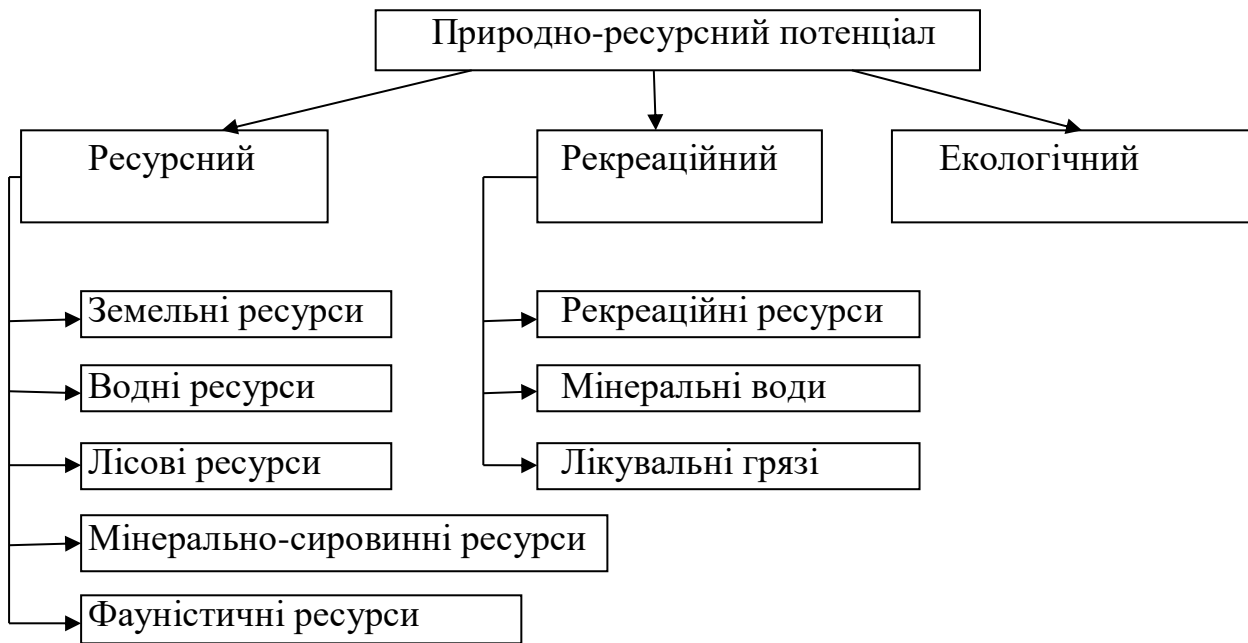 Природно-ресурсний потенціал
Ресурсний
Рекреаційний
Екологічний
Земельні ресурси
Рекреаційні ресурси
Водні ресурси
Мінеральні води
Лісові ресурси
Лікувальні грязі
Мінерально-сировинні ресурси
Фауністичні ресурси